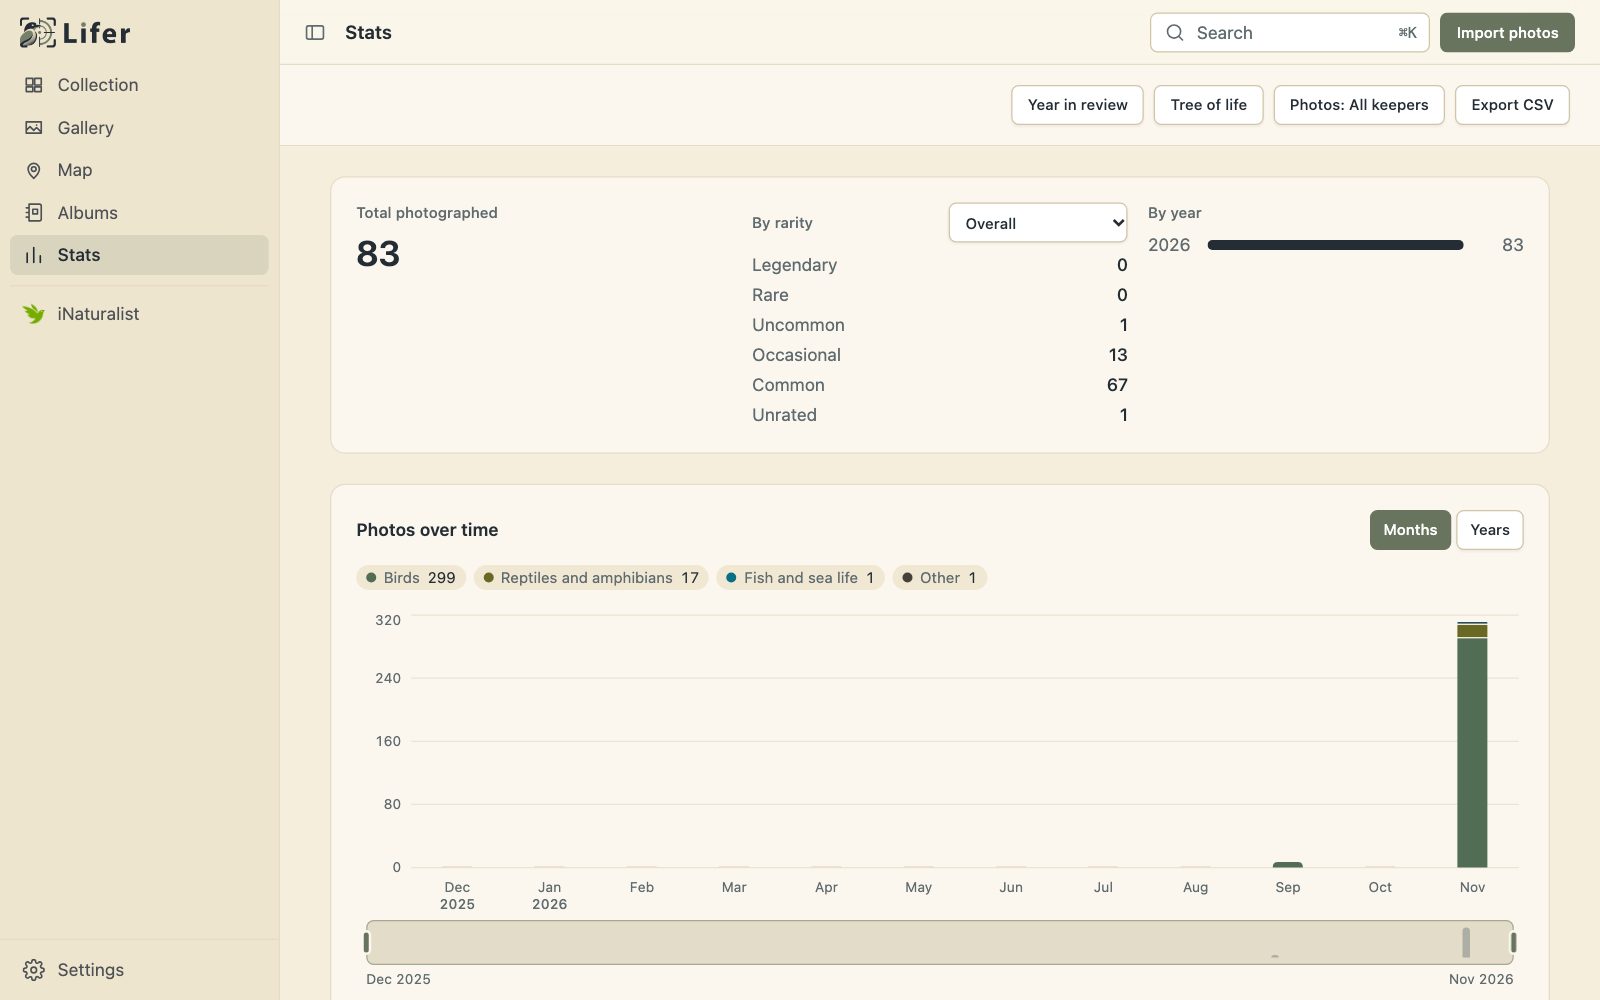 Lifer
Collection
Gallery
Map
Albums
Stats
iNaturalist
Settings
Stats
Search ⌘K
Import photos
Year in review
Tree of life
Photos: All keepers
Export CSV
Total photographed
83
By rarity
Overall
Legendary 0
Rare 0
Uncommon 1
Occasional 13
Common 67
Unrated 1
By year
2026 83
Photos over time
Months
Years
Birds 299
Reptiles and amphibians 17
Fish and sea life 1
Other 1
320
240
160
80
0
Dec Jan Feb Mar Apr May Jun Jul Aug Sep Oct Nov
2025 2026
Dec 2025 Nov 2026